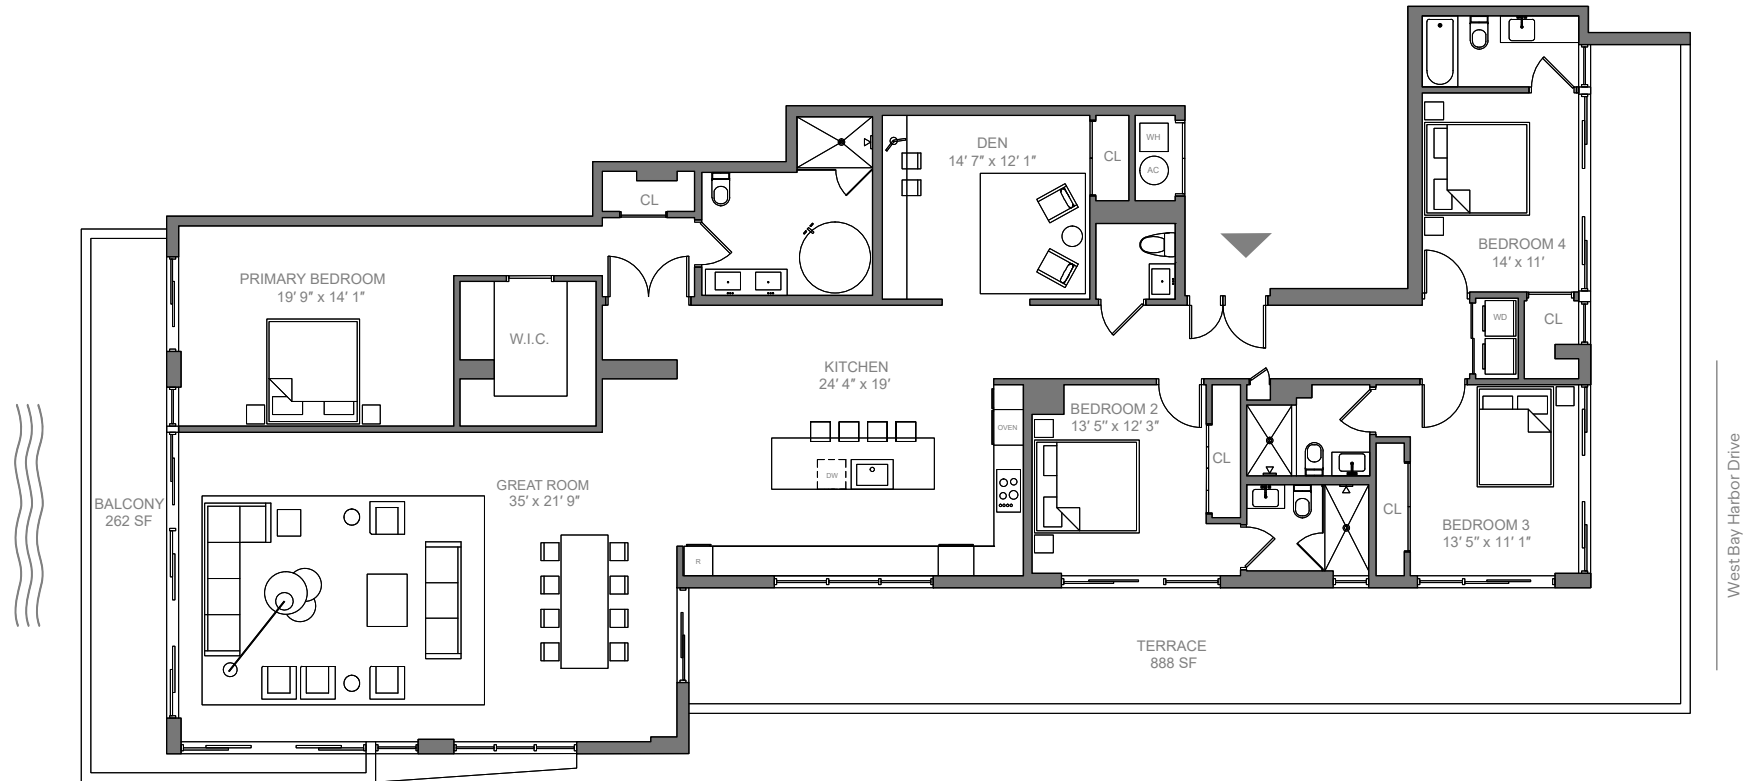 WH
DEN
14' 7" x 12' 1"
CL
AC
CL
BEDROOM 4
14' x 11'
PRIMARY BEDROOM
19' 9" x 14' 1"
W.I.C.
WD
CL
KITCHEN
24' 4" x 19'
BEDROOM 2
13' 5" x 12' 3"
OVEN
CL
DW
GREAT ROOM
35' x 21' 9"
BALCONY
262 SF
CL
BEDROOM 3
13' 5" x 11' 1"
R
TERRACE
888 SF
West Bay Harbor Drive